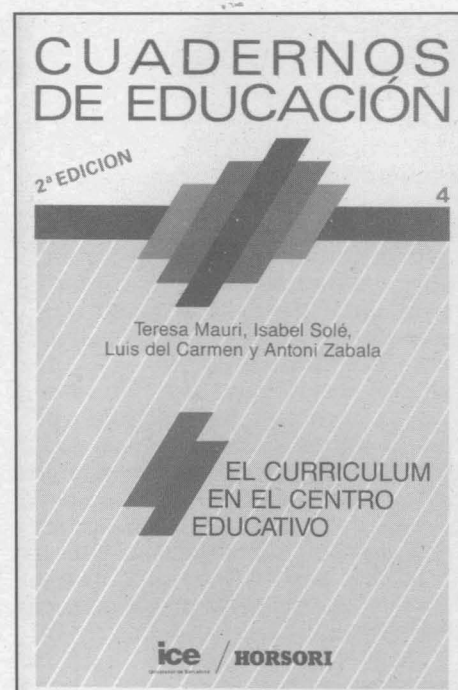 CUADERNOS
DE EDUCACIÓN
2ª EDICION
4
Teresa Mauri, Isabel Solé,
Luis del Carmen y Antoni Zabala
EL CURRICULUM
EN EL CENTRO
EDUCATIVO
ice / HORSORI